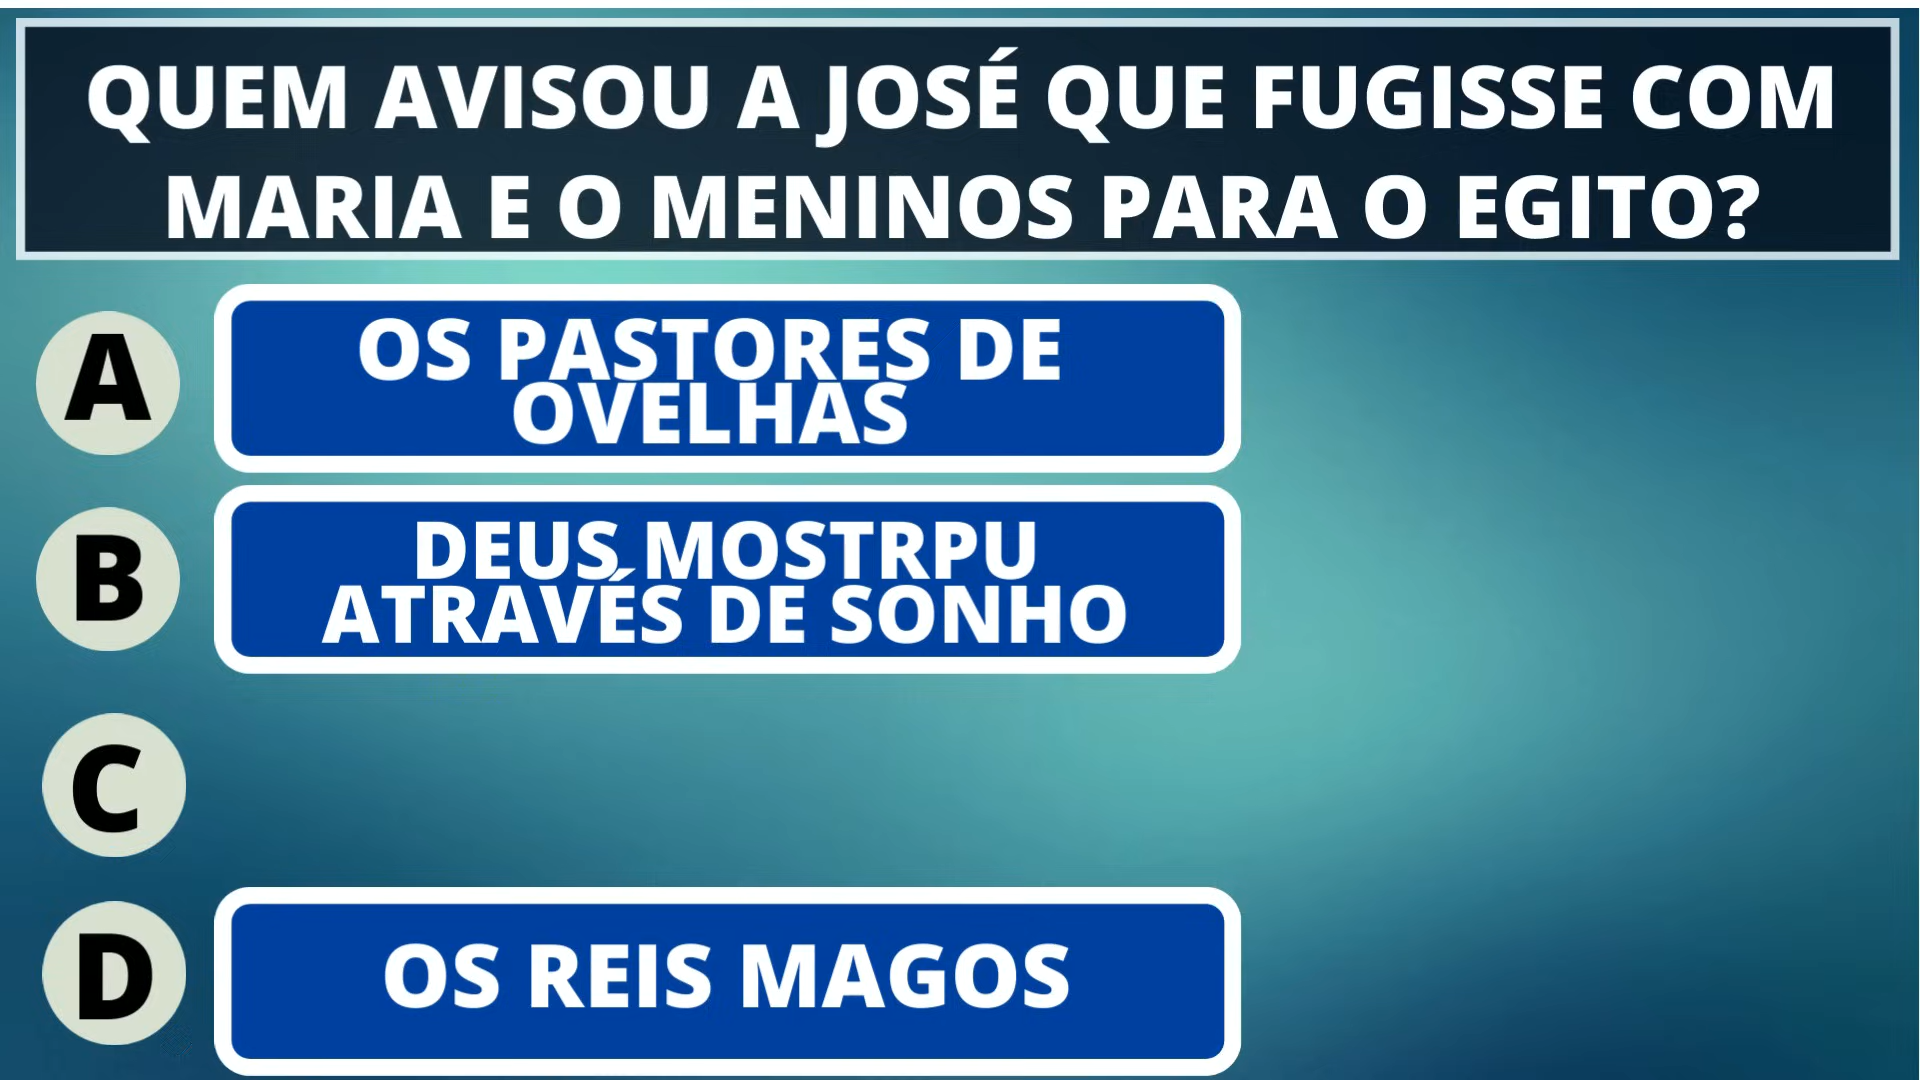 QUEM AVISOU A JOSÉ QUE FUGISSE COM
MARIA E O MENINOS PARA O EGITO?
A
OS PASTORES DE
OVELHAS
B
DEUS MOSTRPU
ATRAVÉS DE SONHO
C
D
OS REIS MAGOS